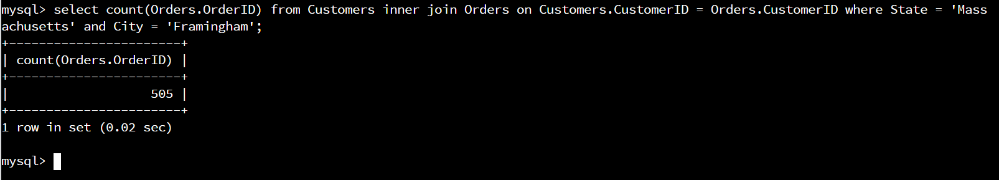 mysql> select count(Orders.OrderID) from Customers inner join Orders on Customers.CustomerID = Orders.CustomerID where State = 'Mass
achusetts' and City = 'Framingham';
+-----------------------+
| count(Orders.OrderID) |
+-----------------------+
|                   505 |
+-----------------------+
1 row in set (0.02 sec)
mysql>